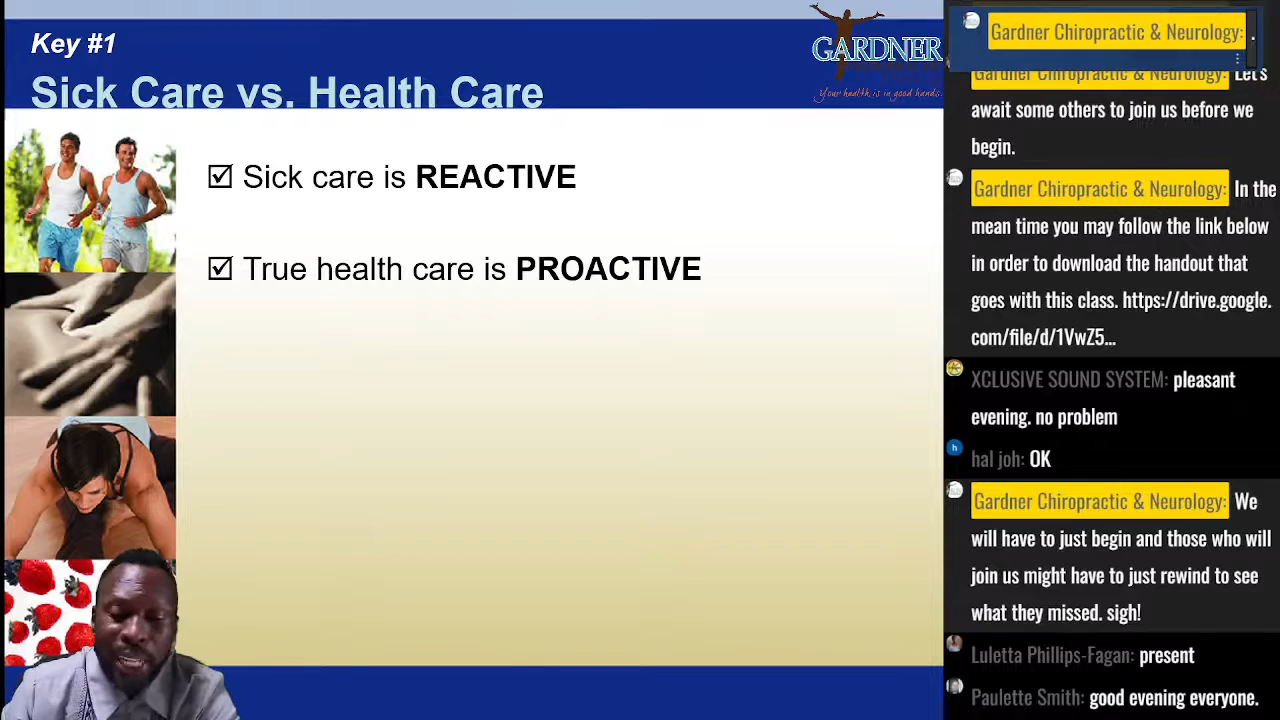 Key #1
Sick Care vs. Health Care
GARDNER
Your health is in good hands.
Sick care is REACTIVE
True health care is PROACTIVE
Gardner Chiropractic & Neurology: .
Gardner Chiropractic & Neurology: Let's
await some others to join us before we
begin.
Gardner Chiropractic & Neurology: In the
mean time you may follow the link below
in order to download the handout that
goes with this class. https://drive.google.
com/file/d/1VwZ5...
XCLUSIVE SOUND SYSTEM: pleasant
evening. no problem
h
hal joh: OK
Gardner Chiropractic & Neurology: We
will have to just begin and those who will
join us might have to just rewind to see
what they missed. sigh!
Luletta Phillips-Fagan: present
Paulette Smith: good evening everyone.